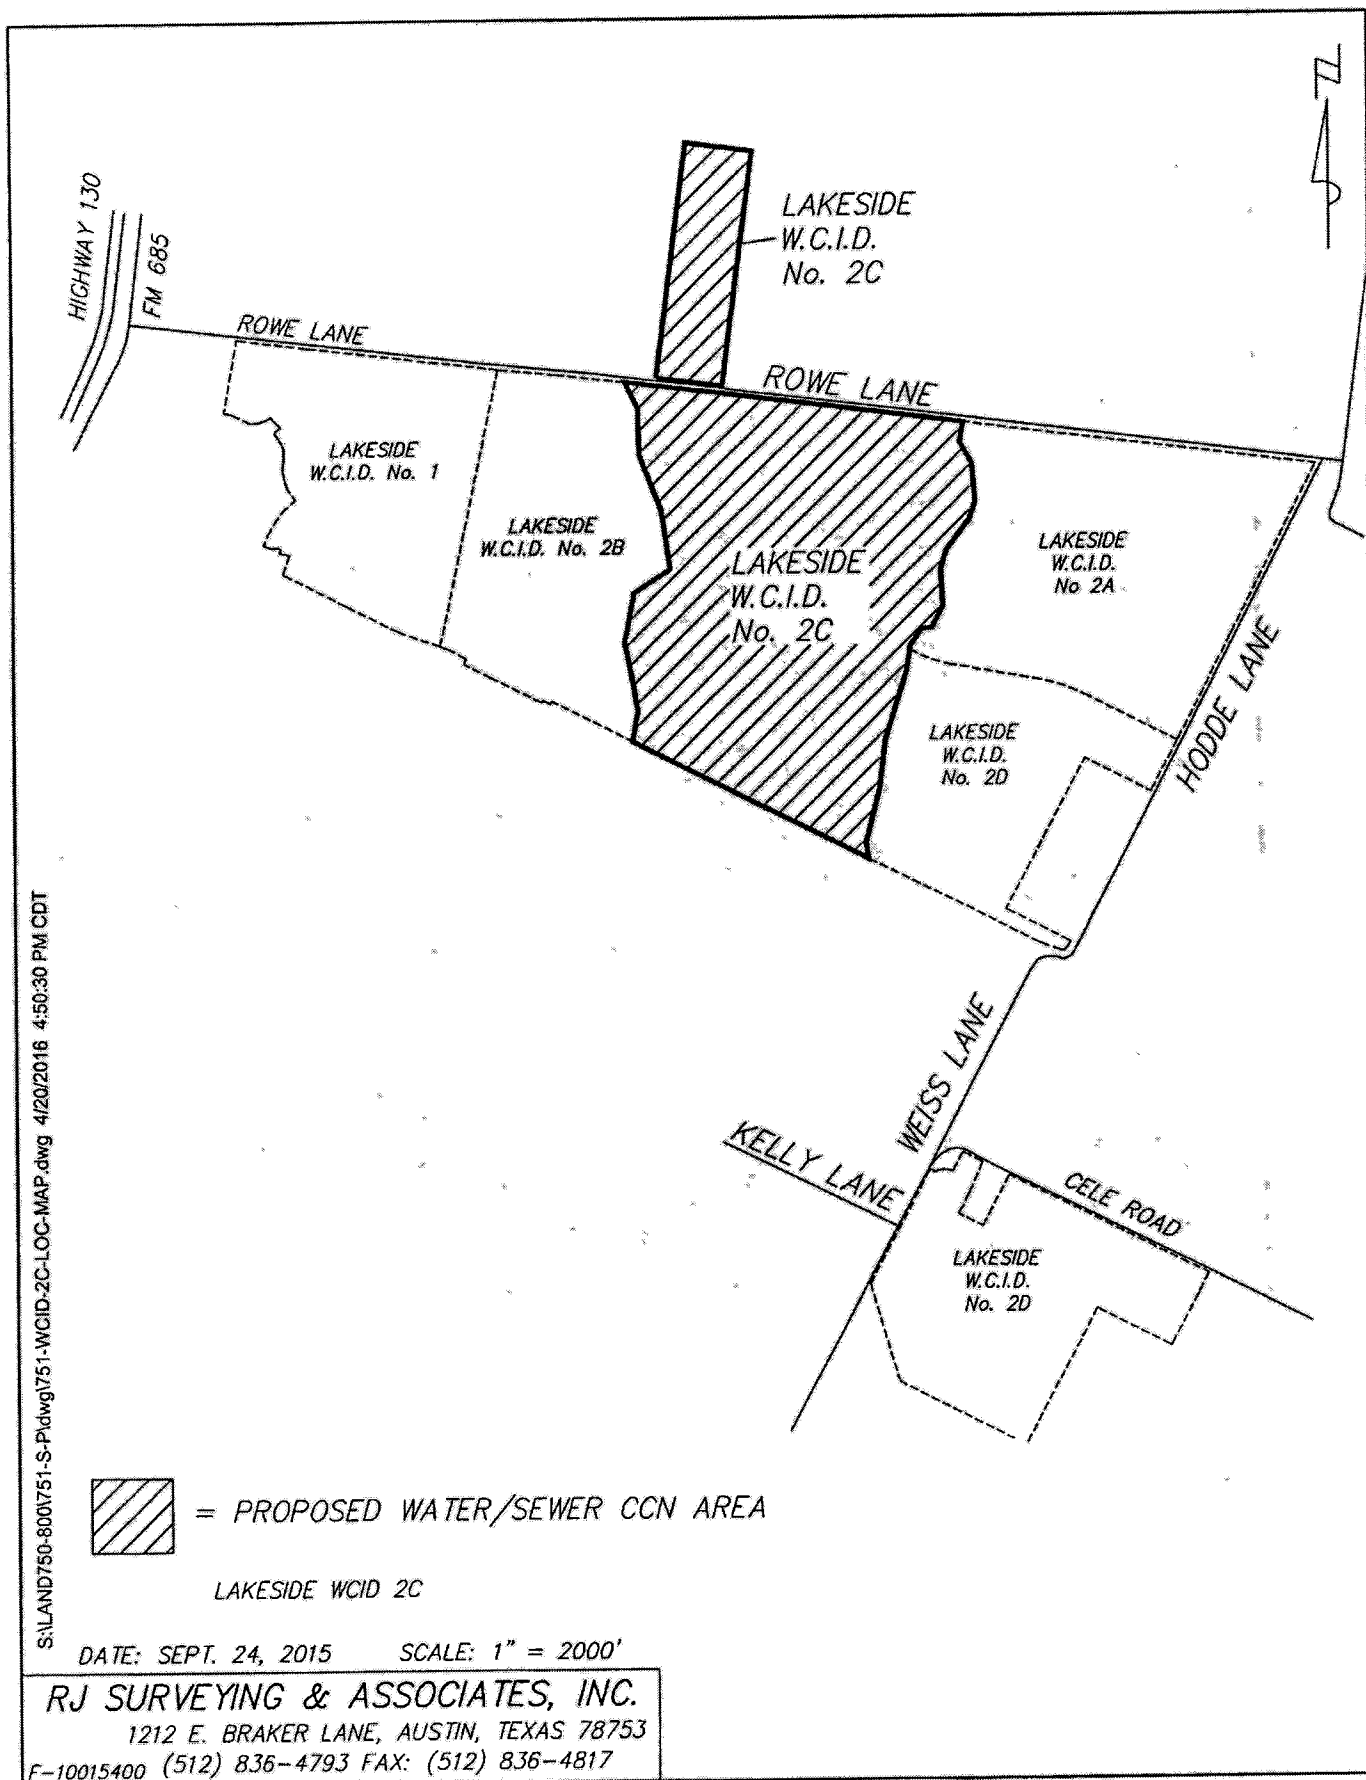 N
LAKESIDE
W.C.I.D.
No. 2C
HIGHWAY 130
FM 685
ROWE LANE
ROWE LANE
LAKESIDE
W.C.I.D. No. 1
LAKESIDE
W.C.I.D. No. 2B
LAKESIDE
W.C.I.D.
No. 2C
LAKESIDE
W.C.I.D.
No 2A
HODDE LANE
LAKESIDE
W.C.I.D.
No. 2D
WEISS LANE
KELLY LANE
CELE ROAD
LAKESIDE
W.C.I.D.
No. 2D
S:\LAND750-800\751-S-P\dwg\751-WCID-2C-LOC-MAP.dwg 4/20/2016 4:50:30 PM CDT
= PROPOSED WATER/SEWER CCN AREA
LAKESIDE WCID 2C
DATE: SEPT. 24, 2015 SCALE: 1" = 2000'
RJ SURVEYING & ASSOCIATES, INC.
1212 E. BRAKER LANE, AUSTIN, TEXAS 78753
F-10015400 (512) 836-4793 FAX: (512) 836-4817